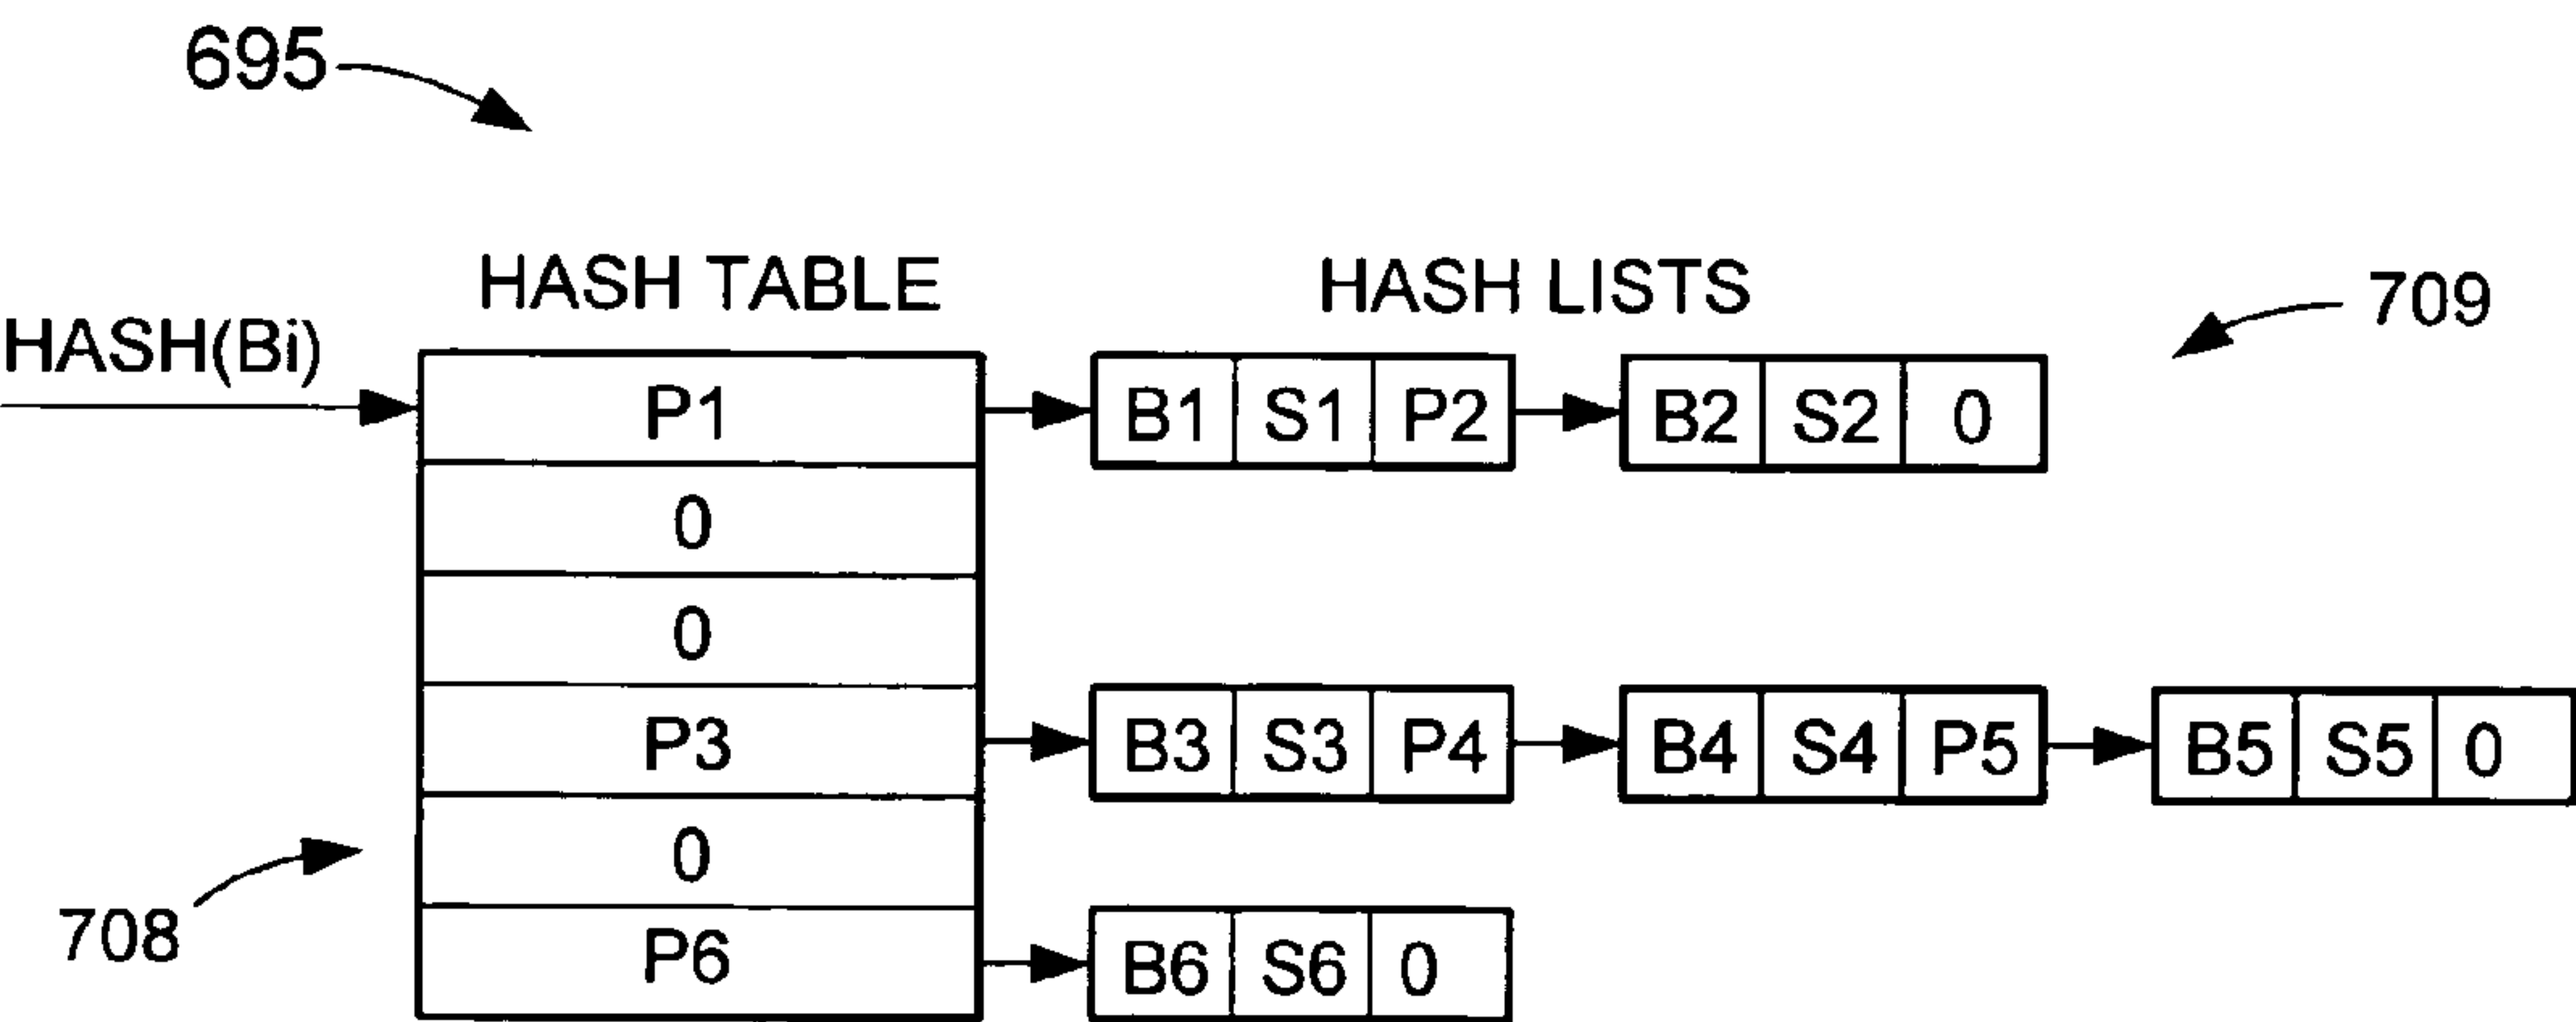 695
HASH TABLE HASH LISTS 709
HASH(Bi)
P1 B1 S1 P2 B2 S2 0
0
0
P3 B3 S3 P4 B4 S4 P5 B5 S5 0
0
708
P6 B6 S6 0